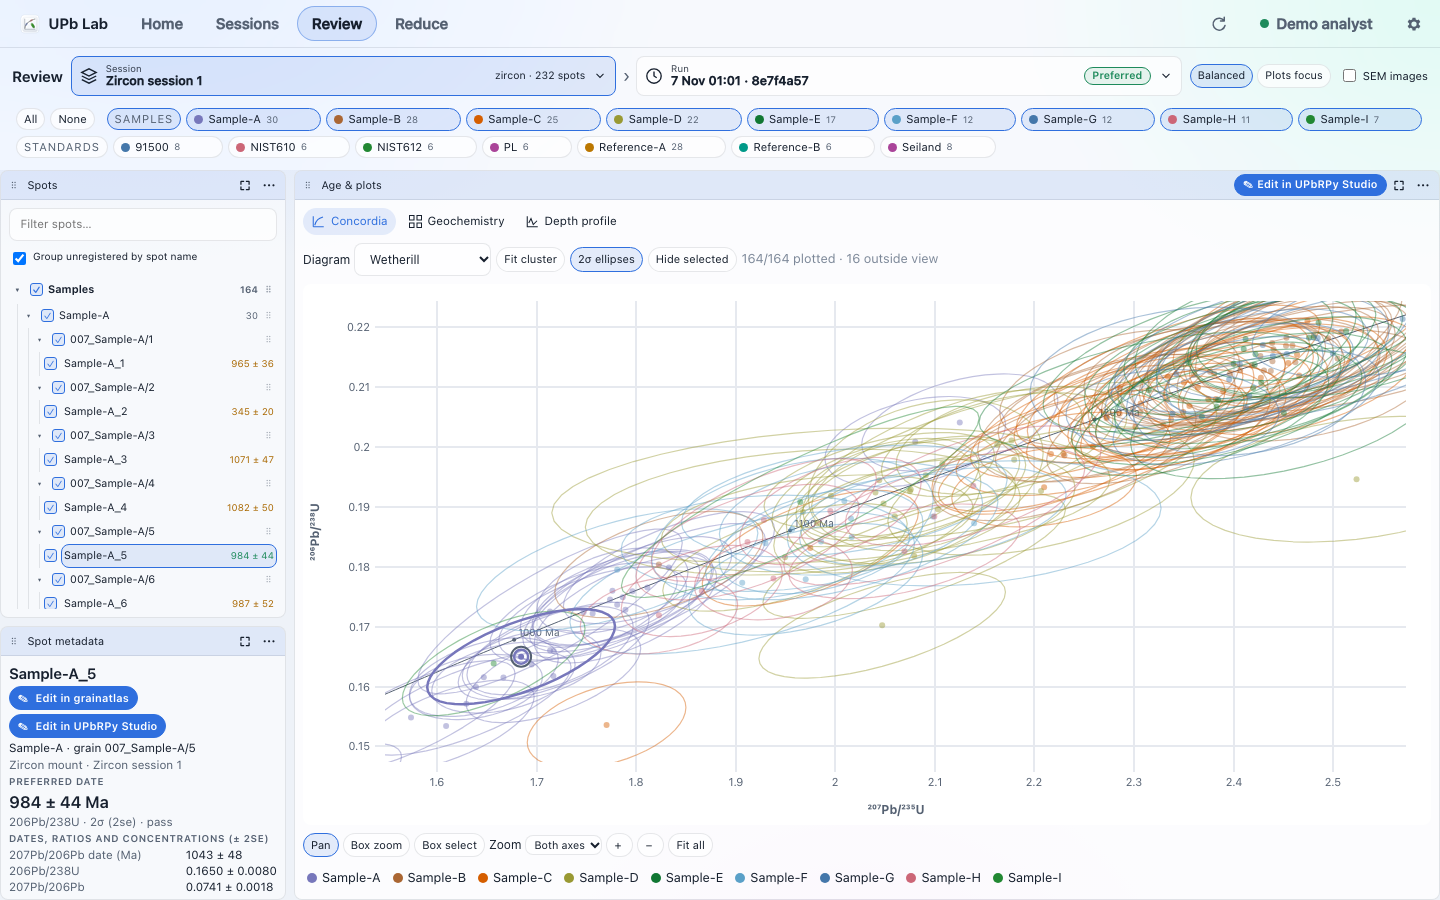 UPb Lab Home Sessions Review Reduce Demo analyst
Review Session Zircon session 1 zircon · 232 spots › Run 7 Nov 01:01 · 8e7f4a57 Preferred Balanced Plots focus SEM images
All None SAMPLES Sample-A 30 Sample-B 28 Sample-C 25 Sample-D 22 Sample-E 17 Sample-F 12 Sample-G 12 Sample-H 11 Sample-I 7
STANDARDS 91500 8 NIST610 6 NIST612 6 PL 6 Reference-A 28 Reference-B 6 Seiland 8
Spots
Filter spots...
Group unregistered by spot name
Samples 164
Sample-A 30
007_Sample-A/1
Sample-A_1 965 ± 36
007_Sample-A/2
Sample-A_2 345 ± 20
007_Sample-A/3
Sample-A_3 1071 ± 47
007_Sample-A/4
Sample-A_4 1082 ± 50
007_Sample-A/5
Sample-A_5 984 ± 44
007_Sample-A/6
Sample-A_6 987 ± 52
Spot metadata
Sample-A_5
Edit in grainatlas
Edit in UPbRPy Studio
Sample-A · grain 007_Sample-A/5
Zircon mount · Zircon session 1
PREFERRED DATE
984 ± 44 Ma
206Pb/238U · 2σ (2se) · pass
DATES, RATIOS AND CONCENTRATIONS (± 2SE)
207Pb/206Pb date (Ma) 1043 ± 48
206Pb/238U 0.1650 ± 0.0080
207Pb/206Pb 0.0741 ± 0.0018
Age & plots Edit in UPbRPy Studio
Concordia Geochemistry Depth profile
Diagram Wetherill Fit cluster 2σ ellipses Hide selected 164/164 plotted · 16 outside view
0.22
0.21
1200 Ma
0.2
0.19
1100 Ma
0.18
0.17
1000 Ma
0.16
0.15
²⁰⁶Pb/²³⁸U
1.6 1.7 1.8 1.9 2 2.1 2.2 2.3 2.4 2.5
²⁰⁷Pb/²³⁵U
Pan Box zoom Box select Zoom Both axes + − Fit all
Sample-A Sample-B Sample-C Sample-D Sample-E Sample-F Sample-G Sample-H Sample-I